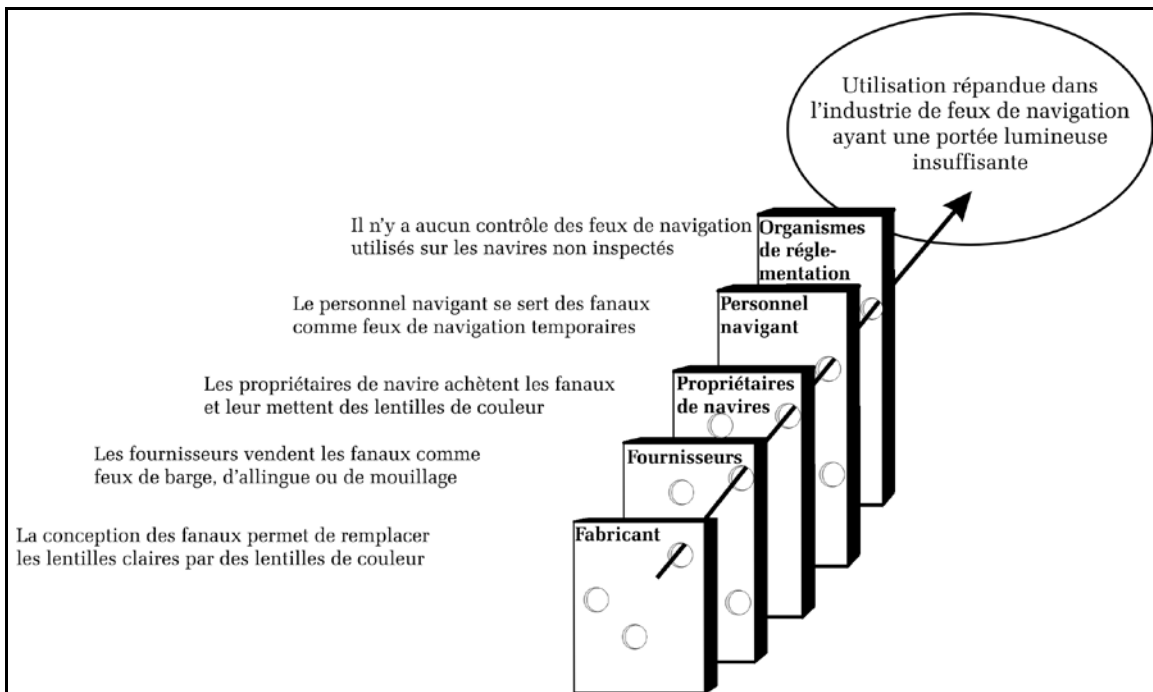 Utilisation répandue dans
l'industrie de feux de navigation
ayant une portée lumineuse
insuffisante
Il n'y a aucun contrôle des feux de navigation
utilisés sur les navires non inspectés
Organismes
de régle-
mentation
Le personnel navigant se sert des fanaux
comme feux de navigation temporaires
Personnel
navigant
Les propriétaires de navire achètent les fanaux
et leur mettent des lentilles de couleur
Propriétaires
de navires
Les fournisseurs vendent les fanaux comme
feux de barge, d'allingue ou de mouillage
Fournisseurs
La conception des fanaux permet de remplacer
les lentilles claires par des lentilles de couleur
Fabricant